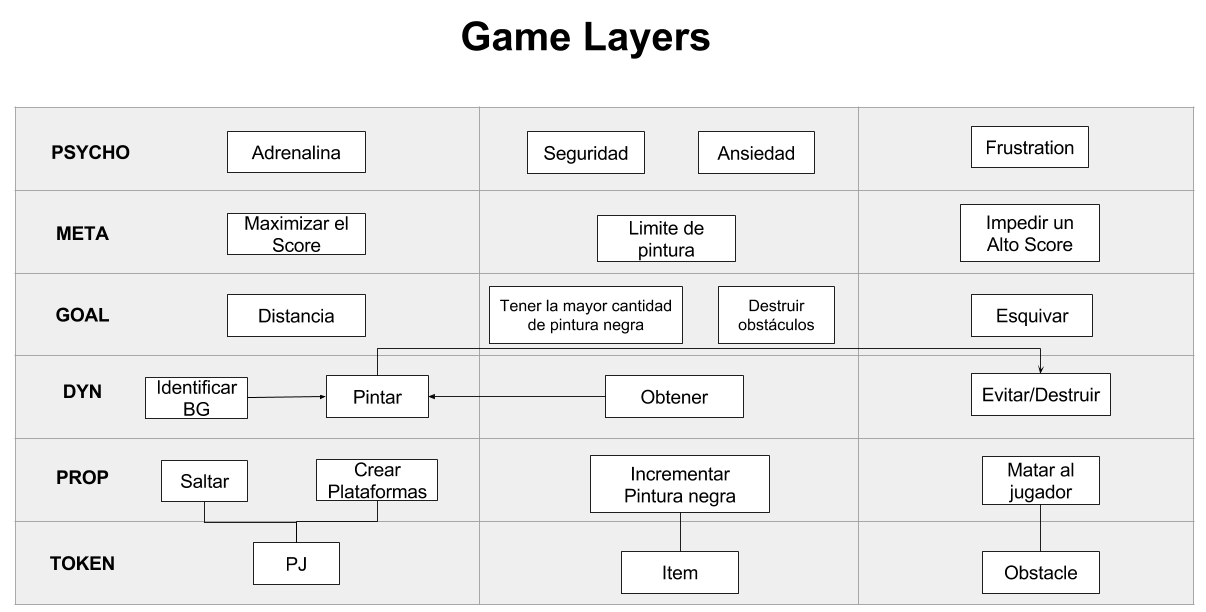 Game Layers
PSYCHO
Adrenalina
Seguridad
Ansiedad
Frustration
META
Maximizar el
Score
Limite de
pintura
Impedir un
Alto Score
GOAL
Distancia
Tener la mayor cantidad
de pintura negra
Destruir
obstáculos
Esquivar
DYN
Identificar
BG
Pintar
Obtener
Evitar/Destruir
PROP
Saltar
Crear
Plataformas
Incrementar
Pintura negra
Matar al
jugador
TOKEN
PJ
Item
Obstacle